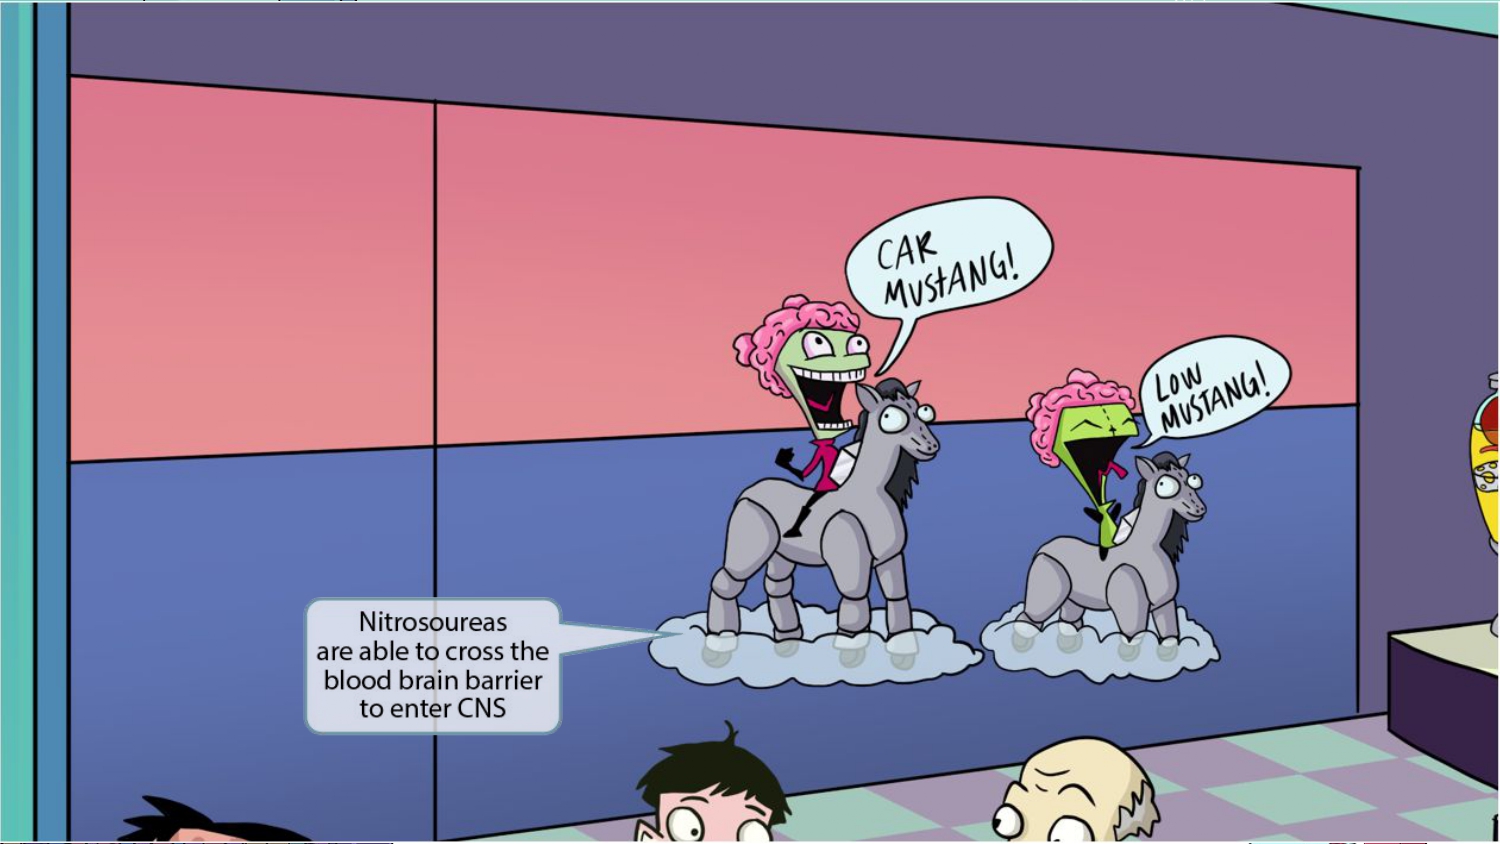 CAR
MUSTANG!
LOW
MUSTANG!
Nitrosoureas
are able to cross the
blood brain barrier
to enter CNS